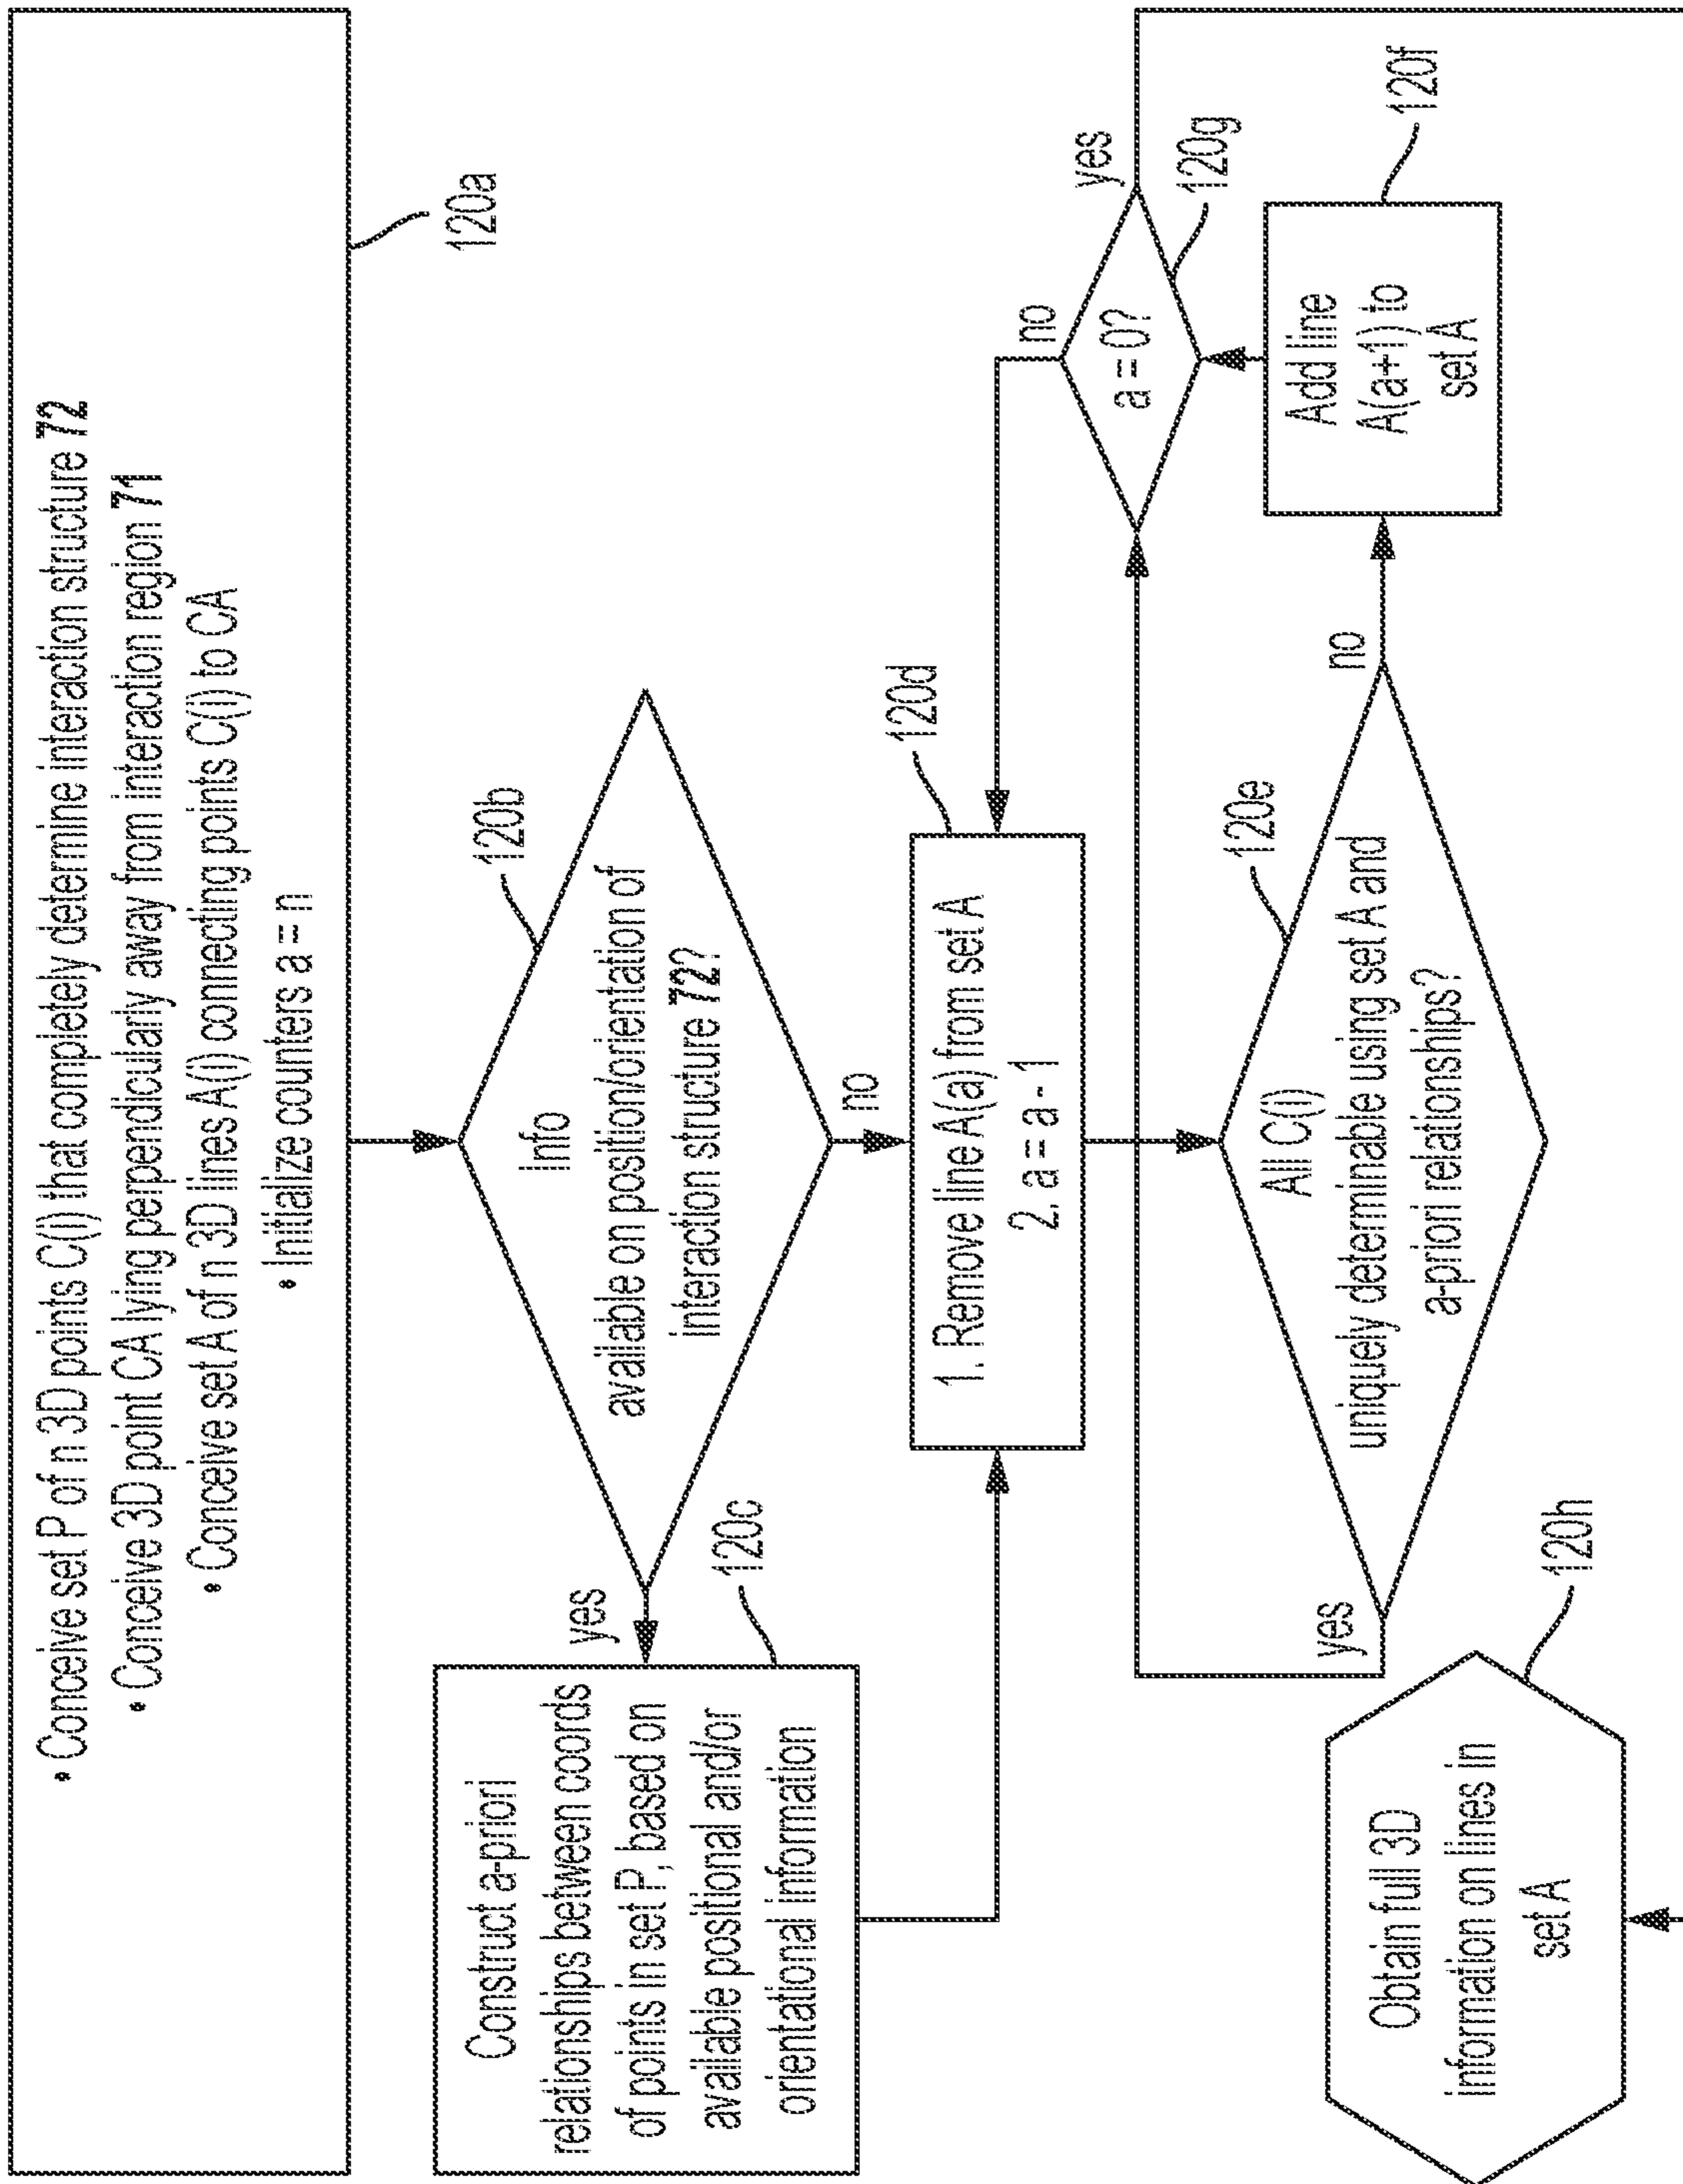 • Conceive set P of n 3D points C(i) that completely determine interaction structure 72
• Conceive 3D point CA lying perpendicularly away from interaction region 71
• Conceive set A of n 3D lines A(i) connecting points C(i) to CA
• Initialize counters a = n
120a
Info
available on position/orientation of
interaction structure 72?
120b
yes
no
Construct a-priori
relationships between coords
of points in set P, based on
available positional and/or
orientational information
120c
1. Remove line A(a) from set A
2. a = a - 1
120d
All C(i)
uniquely determinable using set A and
a-priori relationships?
120e
yes
no
Add line
A(a+1) to
set A
120f
a = 0?
120g
no
yes
Obtain full 3D
information on lines in
set A
120h